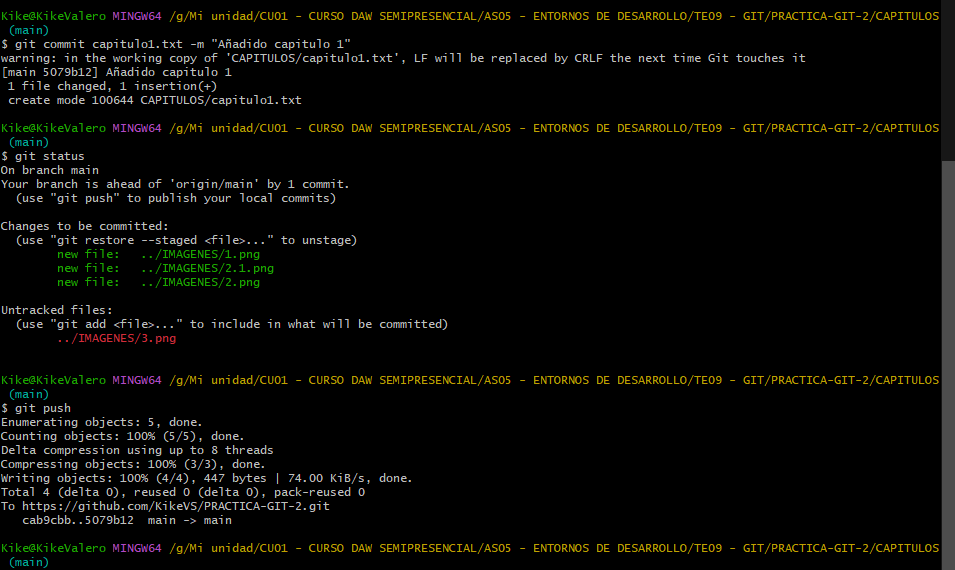 Kike@KikeValero MINGW64 /g/Mi unidad/CU01 - CURSO DAW SEMIPRESENCIAL/AS05 - ENTORNOS DE DESARROLLO/TE09 - GIT/PRACTICA-GIT-2/CAPITULOS
(main)
$ git commit capitulo1.txt -m "Añadido capitulo 1"
warning: in the working copy of 'CAPITULOS/capitulo1.txt', LF will be replaced by CRLF the next time Git touches it
[main 5079b12] Añadido capitulo 1
1 file changed, 1 insertion(+)
create mode 100644 CAPITULOS/capitulo1.txt
Kike@KikeValero MINGW64 /g/Mi unidad/CU01 - CURSO DAW SEMIPRESENCIAL/AS05 - ENTORNOS DE DESARROLLO/TE09 - GIT/PRACTICA-GIT-2/CAPITULOS
(main)
$ git status
On branch main
Your branch is ahead of 'origin/main' by 1 commit.
(use "git push" to publish your local commits)
Changes to be committed:
(use "git restore --staged <file>..." to unstage)
new file:   ../IMAGENES/1.png
new file:   ../IMAGENES/2.1.png
new file:   ../IMAGENES/2.png
Untracked files:
(use "git add <file>..." to include in what will be committed)
../IMAGENES/3.png
Kike@KikeValero MINGW64 /g/Mi unidad/CU01 - CURSO DAW SEMIPRESENCIAL/AS05 - ENTORNOS DE DESARROLLO/TE09 - GIT/PRACTICA-GIT-2/CAPITULOS
(main)
$ git push
Enumerating objects: 5, done.
Counting objects: 100% (5/5), done.
Delta compression using up to 8 threads
Compressing objects: 100% (3/3), done.
Writing objects: 100% (4/4), 447 bytes | 74.00 KiB/s, done.
Total 4 (delta 0), reused 0 (delta 0), pack-reused 0
To https://github.com/KikeVS/PRACTICA-GIT-2.git
cab9cbb..5079b12  main -> main
Kike@KikeValero MINGW64 /g/Mi unidad/CU01 - CURSO DAW SEMIPRESENCIAL/AS05 - ENTORNOS DE DESARROLLO/TE09 - GIT/PRACTICA-GIT-2/CAPITULOS
(main)